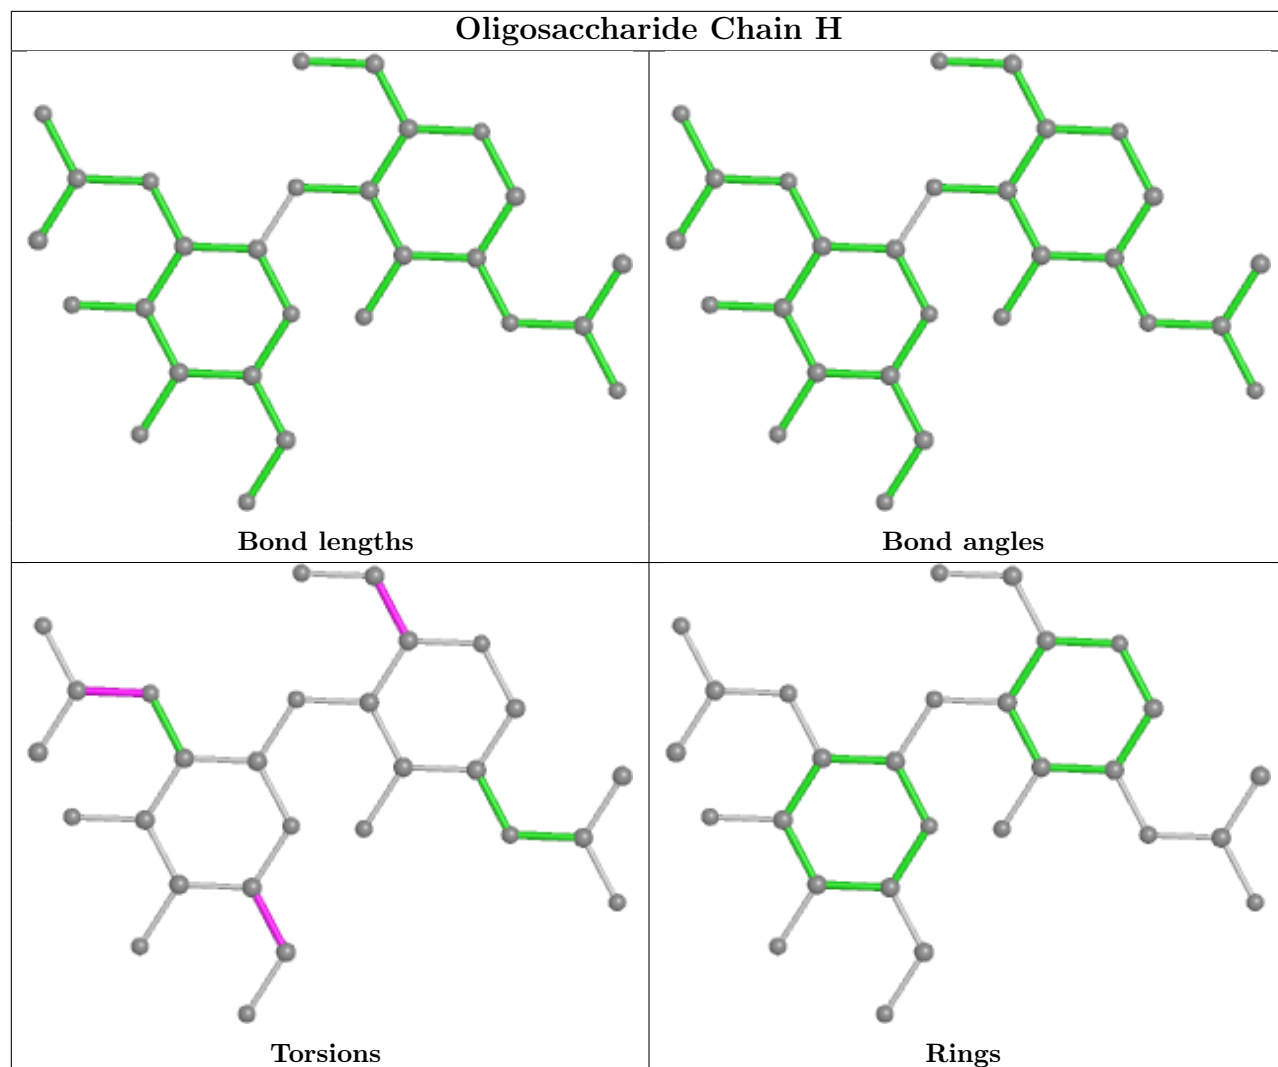 Oligosaccharide Chain H
Bond lengths
Bond angles
Torsions
Rings